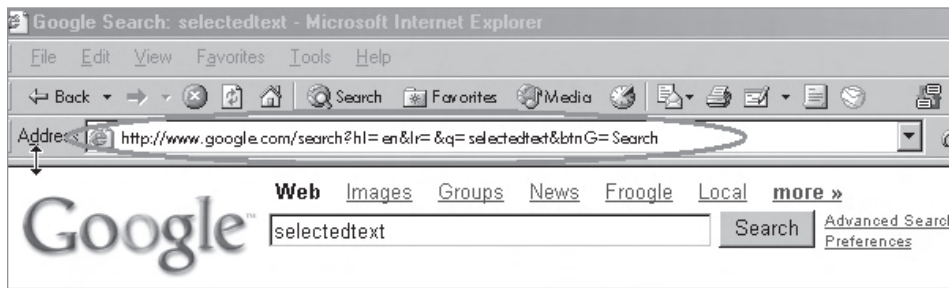 Google Search: selectedtext - Microsoft Internet Explorer
File Edit View Favorites Tools Help
Back Search Favorites Media
Address http://www.google.com/search?hl=en&lr=&q=selectedtext&btnG=Search
Web Images Groups News Froogle Local more »
Google™ selectedtext Search Advanced Search
Preferences